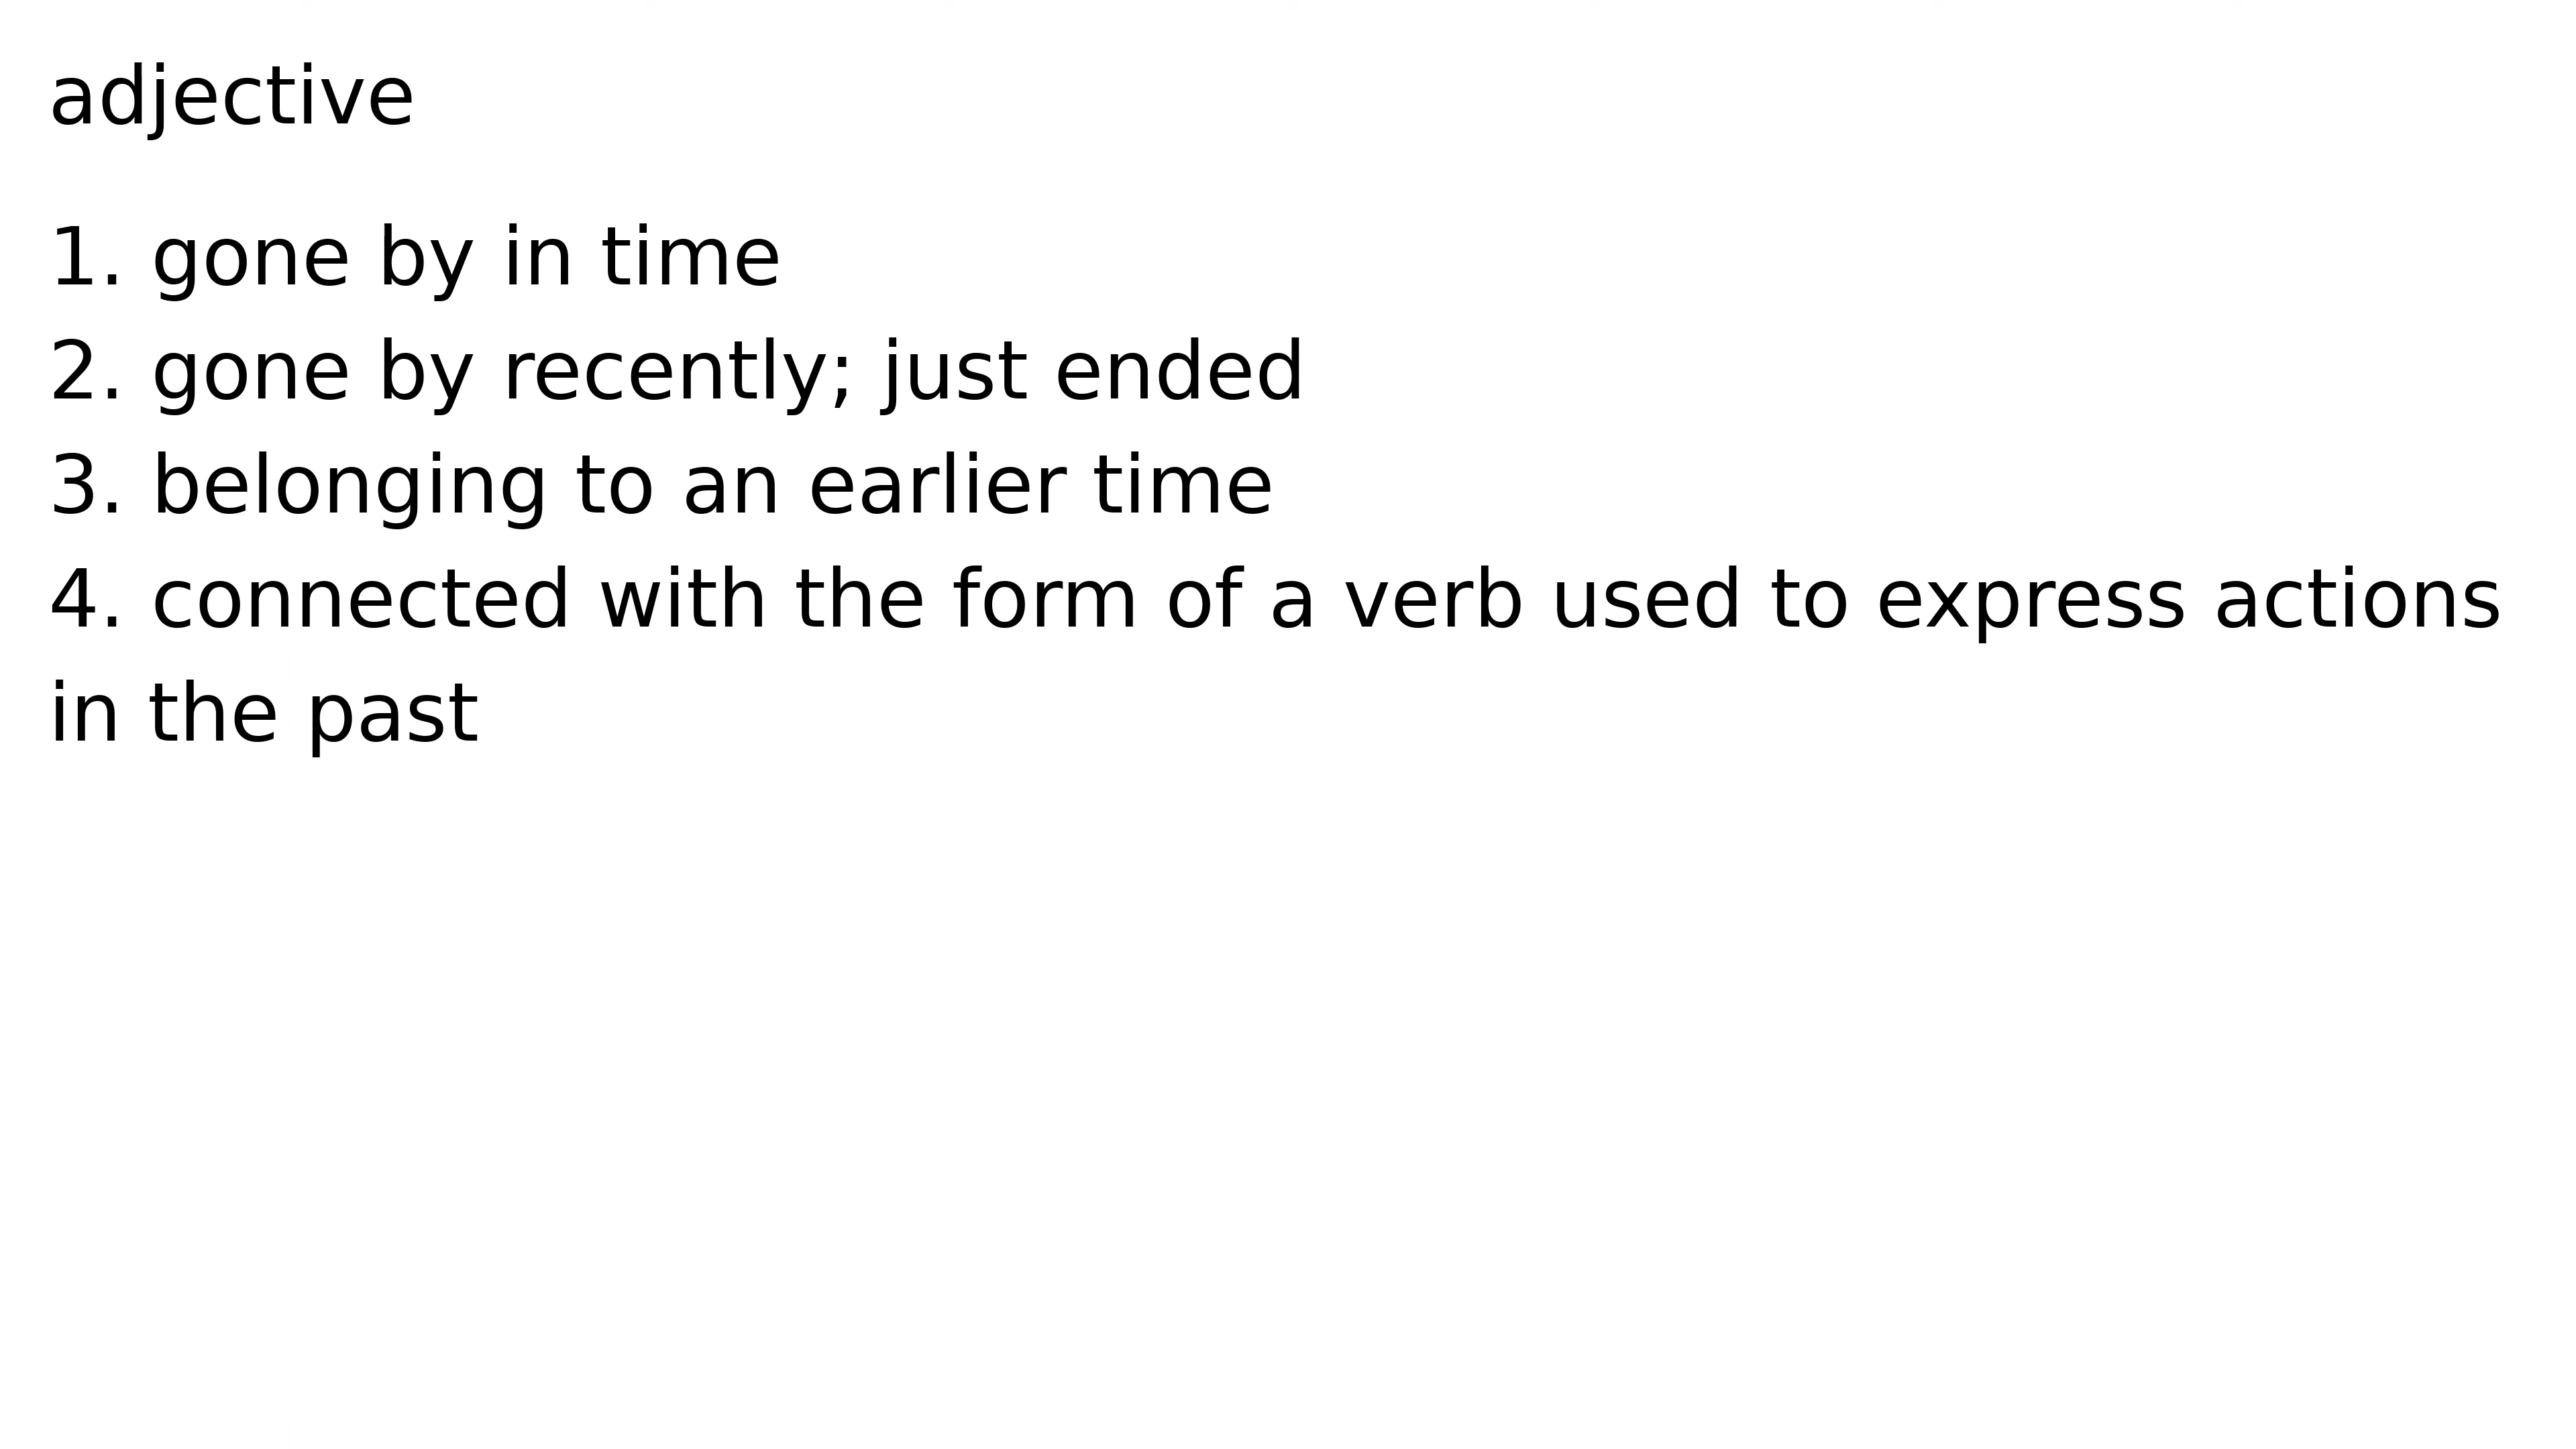 adjective
1. gone by in time
2. gone by recently; just ended
3. belonging to an earlier time
4. connected with the form of a verb used to express actions
in the past